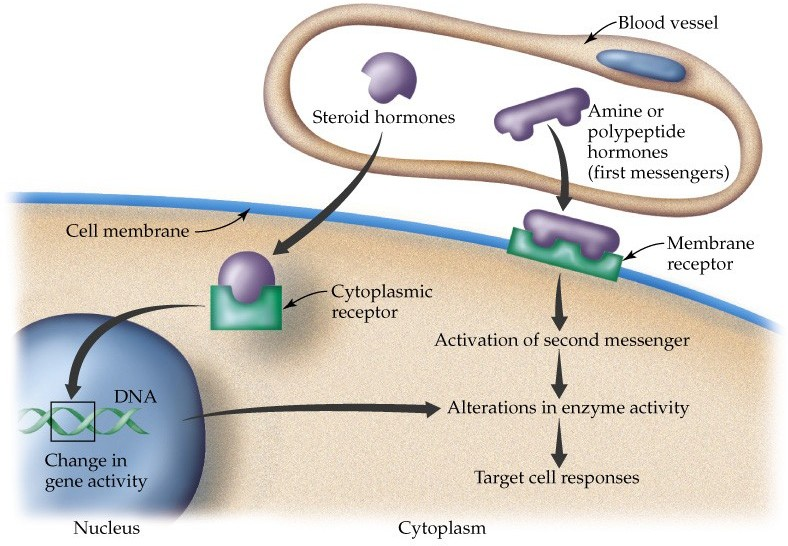 Blood vessel
Steroid hormones
Amine or
polypeptide
hormones
(first messengers)
Cell membrane
Membrane
receptor
Cytoplasmic
receptor
Activation of second messenger
DNA
Alterations in enzyme activity
Change in
gene activity
Target cell responses
Nucleus
Cytoplasm